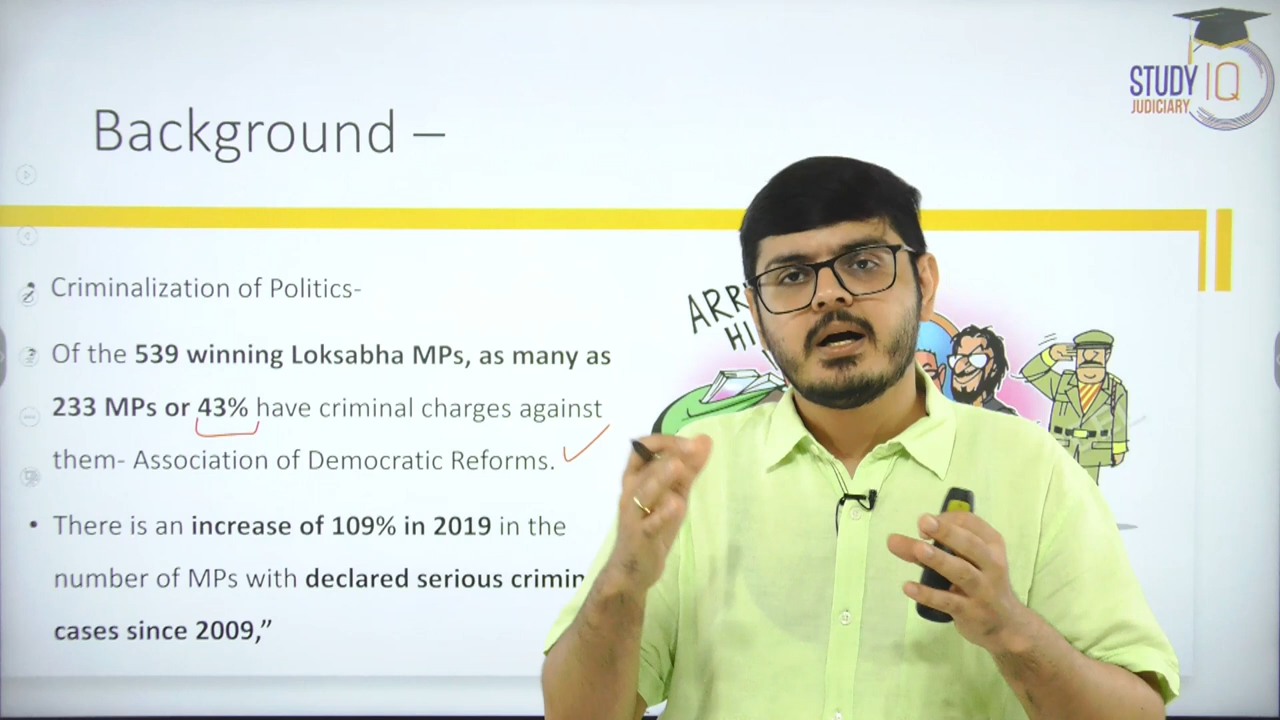 STUDY IQ
JUDICIARY
Background –
Criminalization of Politics-
Of the 539 winning Loksabha MPs, as many as
233 MPs or 43% have criminal charges against
them- Association of Democratic Reforms.
• There is an increase of 109% in 2019 in the
number of MPs with declared serious crimin
cases since 2009,”
ARR
HI